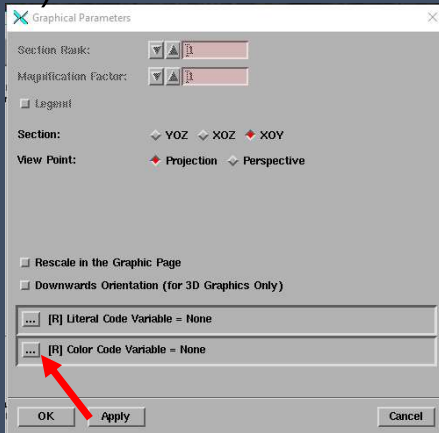 Graphical Parameters
Section Rank: 1
Magnification Factor: 1
Legend
Section: YOZ XOZ XOY
View Point: Projection Perspective
Rescale in the Graphic Page
Downwards Orientation (for 3D Graphics Only)
... [R] Literal Code Variable = None
... [R] Color Code Variable = None
OK Apply Cancel